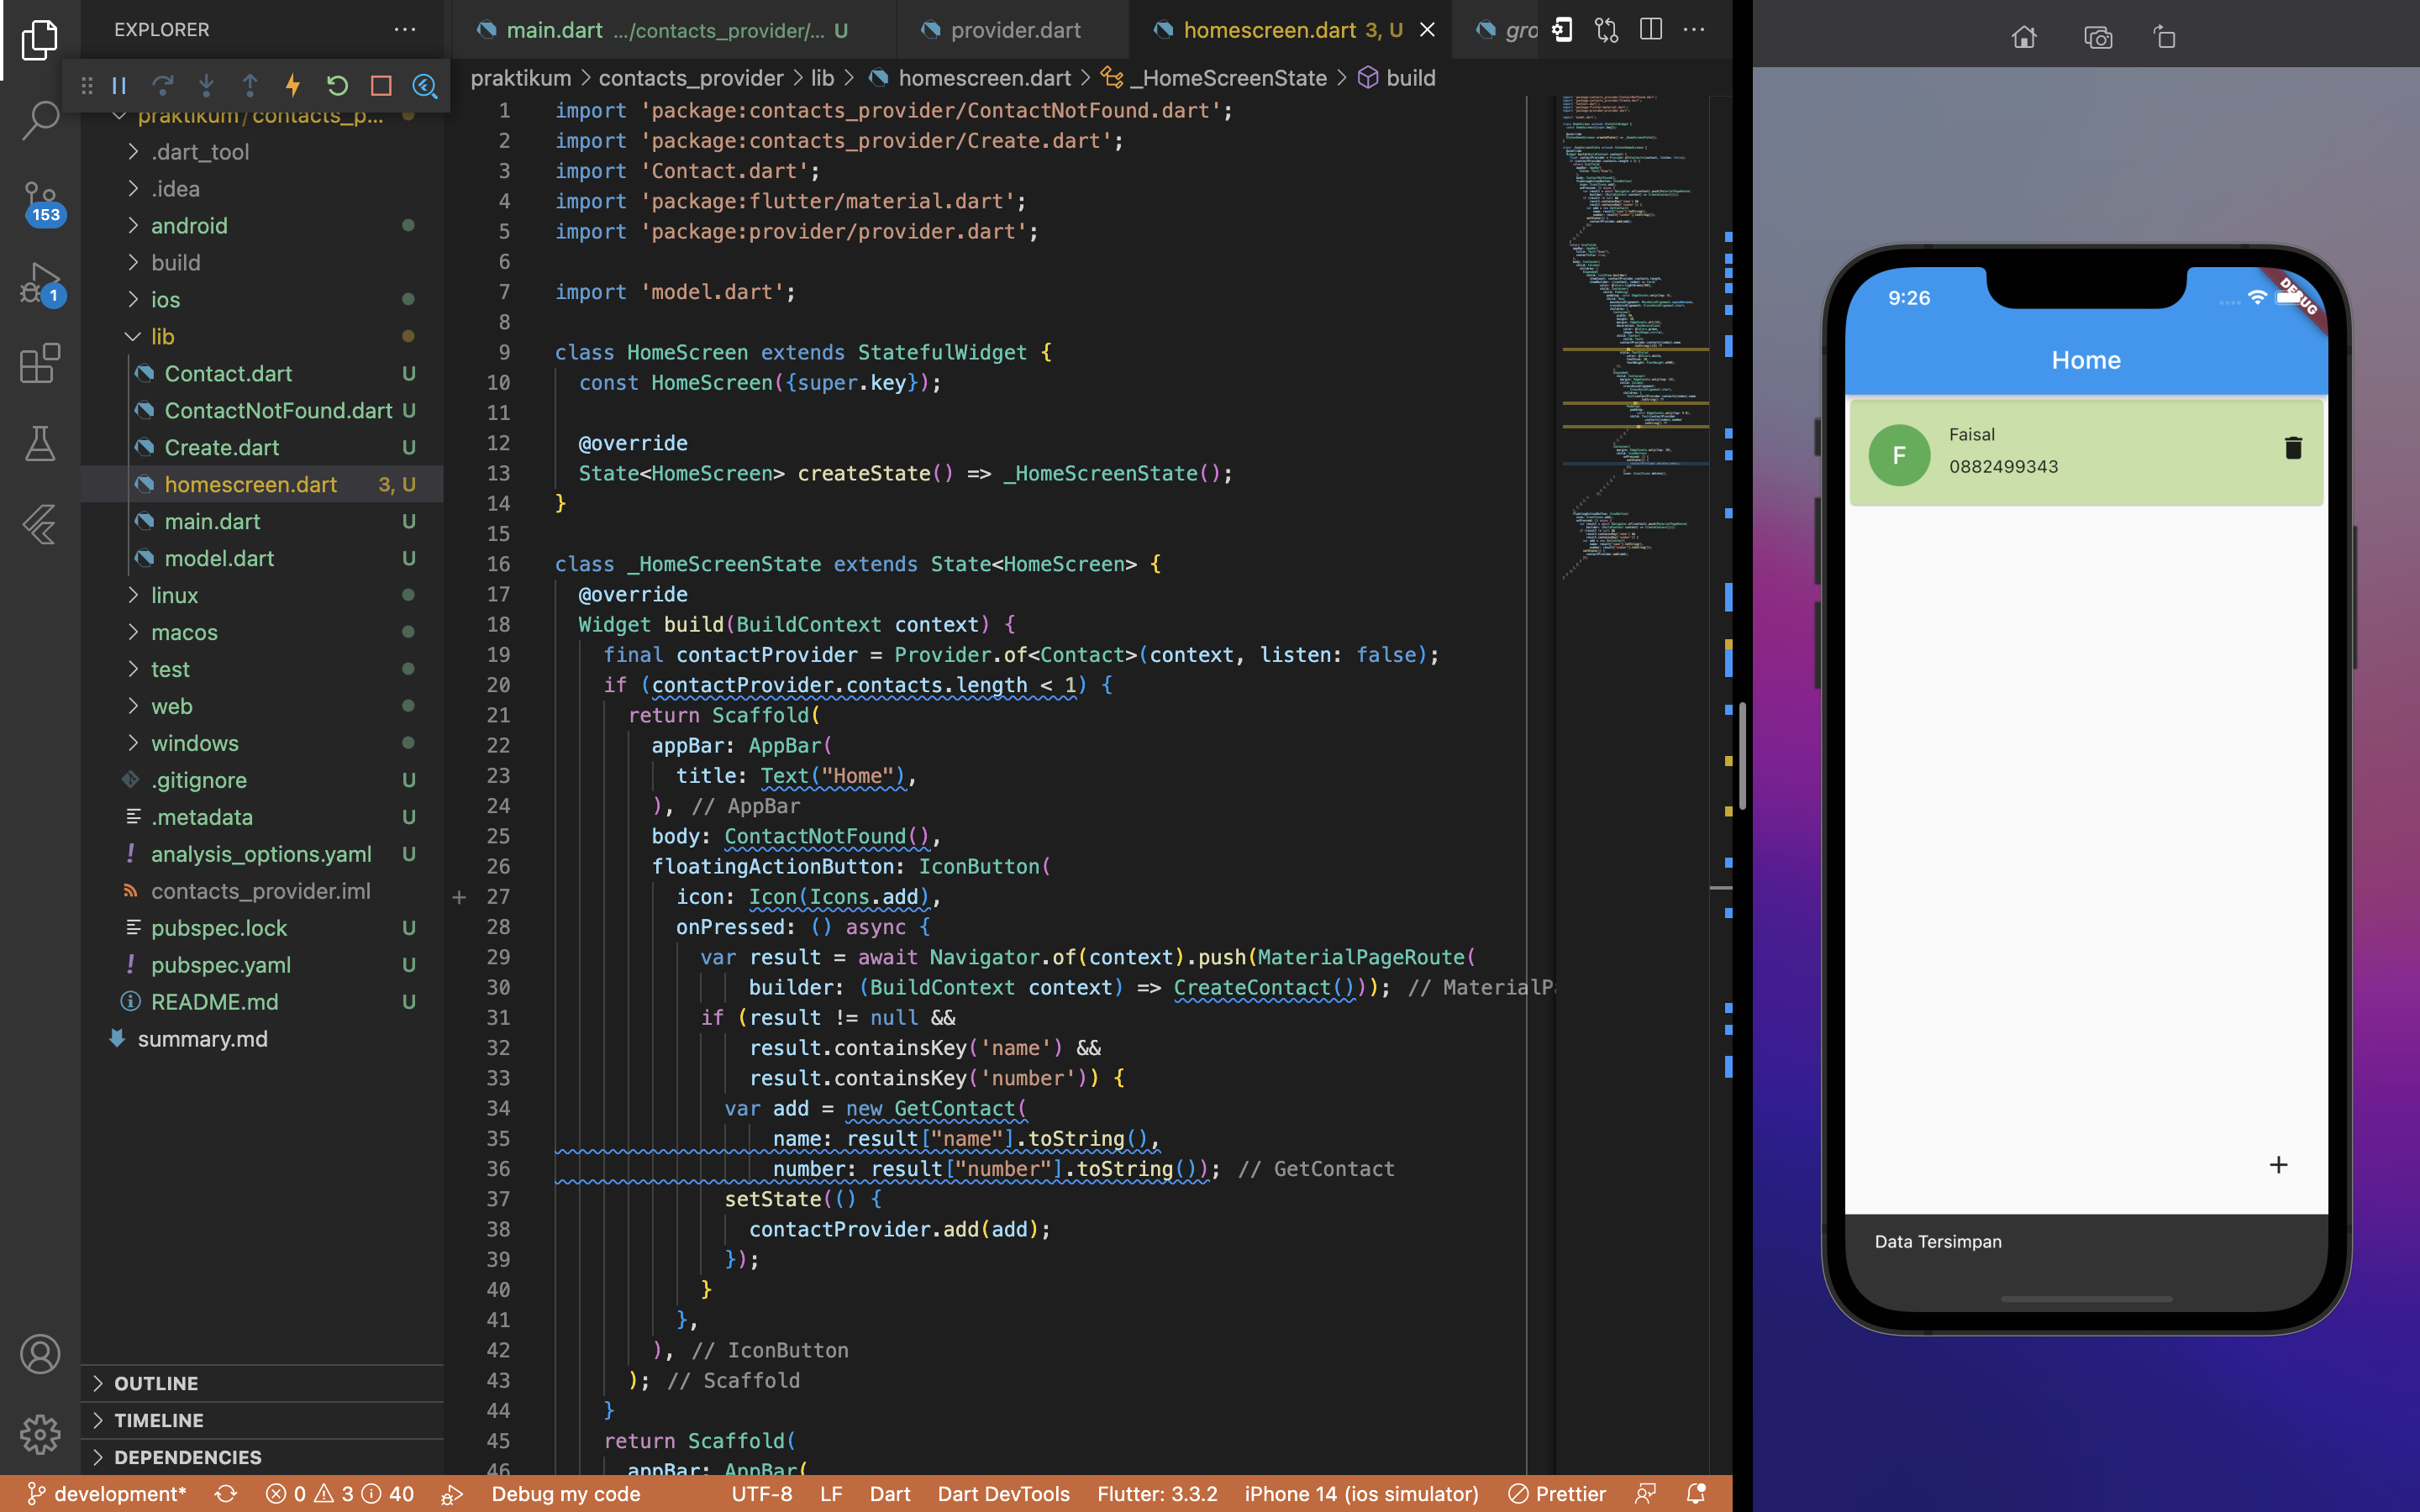 EXPLORER
praktikum/contacts_p...
.dart_tool
.idea
android
build
ios
lib
Contact.dart U
ContactNotFound.dart U
Create.dart U
homescreen.dart 3, U
main.dart U
model.dart U
linux
macos
test
web
windows
.gitignore U
.metadata U
analysis_options.yaml U
contacts_provider.iml
pubspec.lock U
pubspec.yaml U
README.md U
summary.md
OUTLINE
TIMELINE
DEPENDENCIES
153
1
main.dart .../contacts_provider/... U
provider.dart
homescreen.dart 3, U
gro
praktikum > contacts_provider > lib > homescreen.dart > _HomeScreenState > build
1 import 'package:contacts_provider/ContactNotFound.dart';
2 import 'package:contacts_provider/Create.dart';
3 import 'Contact.dart';
4 import 'package:flutter/material.dart';
5 import 'package:provider/provider.dart';
6
7 import 'model.dart';
8
9 class HomeScreen extends StatefulWidget {
10 const HomeScreen({super.key});
11
12 @override
13 State<HomeScreen> createState() => _HomeScreenState();
14 }
15
16 class _HomeScreenState extends State<HomeScreen> {
17 @override
18 Widget build(BuildContext context) {
19 final contactProvider = Provider.of<Contact>(context, listen: false);
20 if (contactProvider.contacts.length < 1) {
21 return Scaffold(
22 appBar: AppBar(
23 title: Text("Home"),
24 ), // AppBar
25 body: ContactNotFound(),
26 floatingActionButton: IconButton(
27 icon: Icon(Icons.add),
28 onPressed: () async {
29 var result = await Navigator.of(context).push(MaterialPageRoute(
30 builder: (BuildContext context) => CreateContact())); // MaterialP
31 if (result != null &&
32 result.containsKey('name') &&
33 result.containsKey('number')) {
34 var add = new GetContact(
35 name: result["name"].toString(),
36 number: result["number"].toString()); // GetContact
37 setState(() {
38 contactProvider.add(add);
39 });
40 }
41 },
42 ), // IconButton
43 ); // Scaffold
44 }
45 return Scaffold(
46 appBar: AppBar(
development* 0 3 40 Debug my code UTF-8 LF Dart Dart DevTools Flutter: 3.3.2 iPhone 14 (ios simulator) Prettier
9:26
DEBUG
Home
F
Faisal
0882499343
+
Data Tersimpan